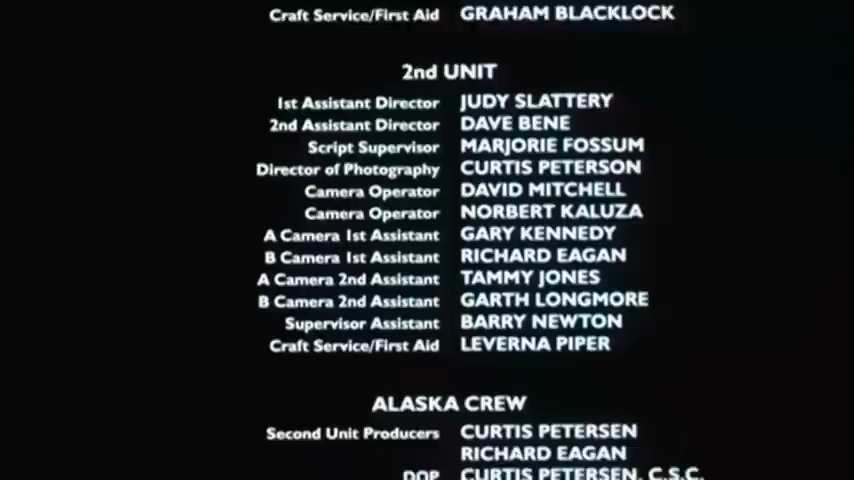 Craft Service/First Aid GRAHAM BLACKLOCK
2nd UNIT
1st Assistant Director JUDY SLATTERY
2nd Assistant Director DAVE BENE
Script Supervisor MARJORIE FOSSUM
Director of Photography CURTIS PETERSON
Camera Operator DAVID MITCHELL
Camera Operator NORBERT KALUZA
A Camera 1st Assistant GARY KENNEDY
B Camera 1st Assistant RICHARD EAGAN
A Camera 2nd Assistant TAMMY JONES
B Camera 2nd Assistant GARTH LONGMORE
Supervisor Assistant BARRY NEWTON
Craft Service/First Aid LEVERNA PIPER
ALASKA CREW
Second Unit Producers CURTIS PETERSEN
RICHARD EAGAN
DOP CURTIS PETERSEN, C.S.C.